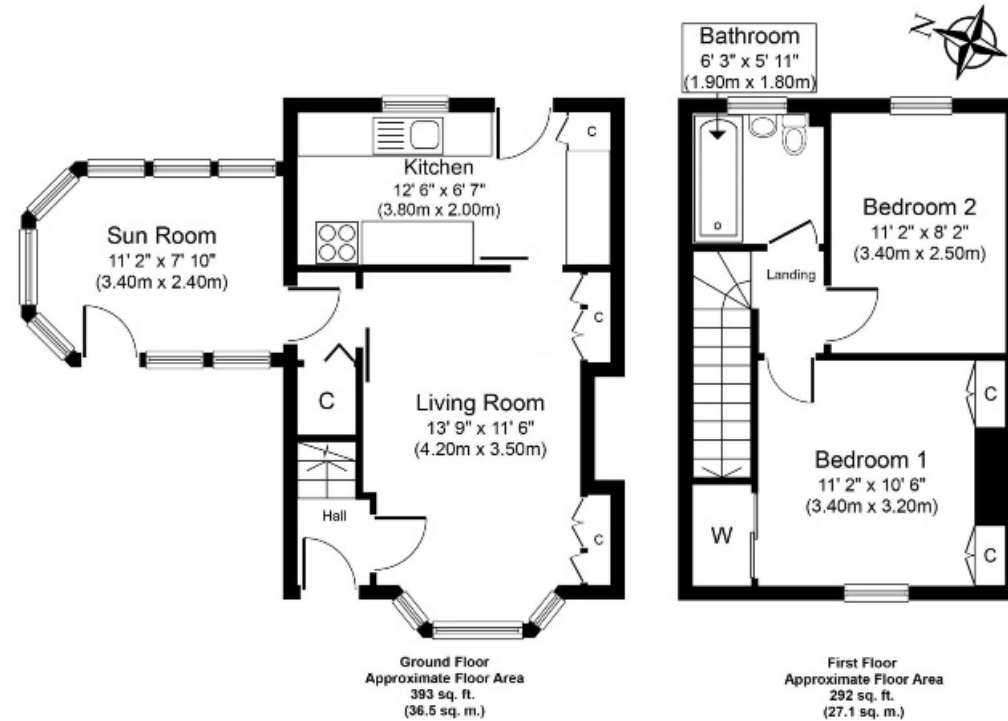 N
Bathroom
6' 3" x 5' 11"
(1.90m x 1.80m)
C
Kitchen
12' 6" x 6' 7"
(3.80m x 2.00m)
Sun Room
11' 2" x 7' 10"
(3.40m x 2.40m)
C
C
Living Room
13' 9" x 11' 6"
(4.20m x 3.50m)
Hall
C
Ground Floor
Approximate Floor Area
393 sq. ft.
(36.5 sq. m.)
Bedroom 2
11' 2" x 8' 2"
(3.40m x 2.50m)
Landing
C
Bedroom 1
11' 2" x 10' 6"
(3.40m x 3.20m)
W
C
First Floor
Approximate Floor Area
292 sq. ft.
(27.1 sq. m.)